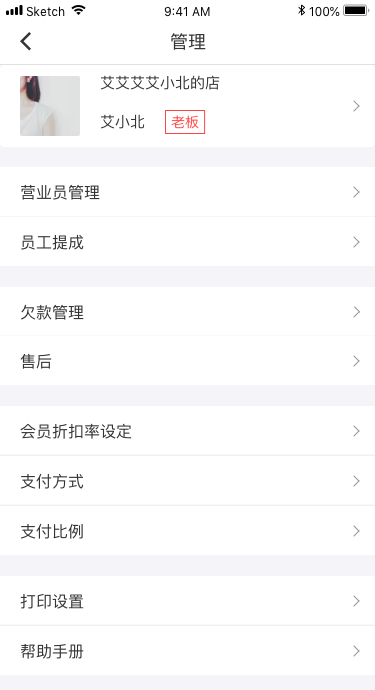 Sketch 9:41 AM 100%
管理
艾艾艾艾小北的店
艾小北 老板
营业员管理
员工提成
欠款管理
售后
会员折扣率设定
支付方式
支付比例
打印设置
帮助手册